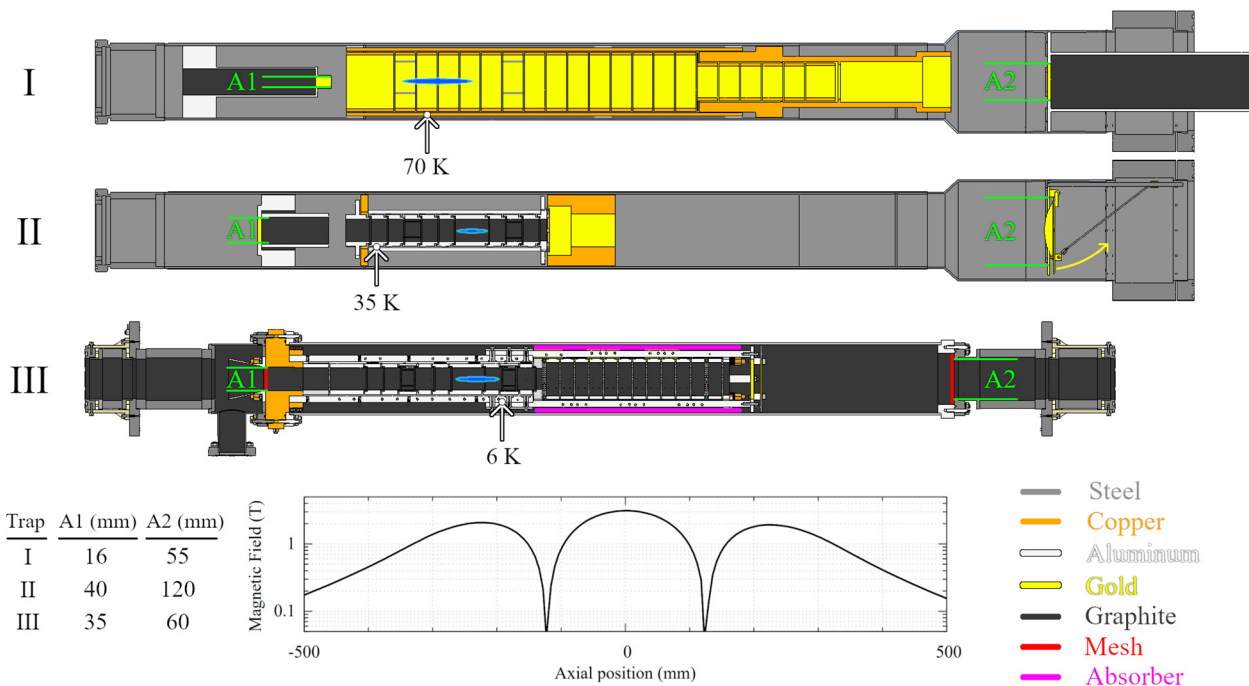 I
A1
A2
70 K
II
A1
A2
35 K
III
A1
A2
6 K
Trap A1 (mm) A2 (mm)
I 16 55
II 40 120
III 35 60
Magnetic Field (T)
1
0.1
-500 0 500
Axial position (mm)
Steel
Copper
Aluminum
Gold
Graphite
Mesh
Absorber